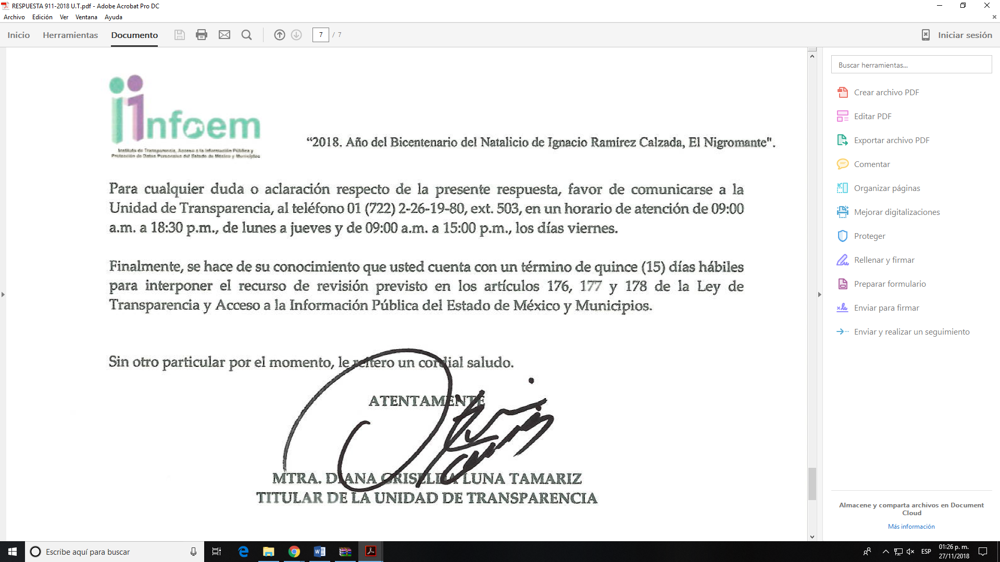 RESPUESTA 911-2018 U.T.pdf - Adobe Acrobat Pro DC
Archivo Edición Ver Ventana Ayuda
Inicio Herramientas Documento 7 / 7 Iniciar sesión
infoem
Instituto de Transparencia, Acceso a la Información Pública y
Protección de Datos Personales del Estado de México y Municipios
“2018. Año del Bicentenario del Natalicio de Ignacio Ramírez Calzada, El Nigromante".
Para cualquier duda o aclaración respecto de la presente respuesta, favor de comunicarse a la
Unidad de Transparencia, al teléfono 01 (722) 2-26-19-80, ext. 503, en un horario de atención de 09:00
a.m. a 18:30 p.m., de lunes a jueves y de 09:00 a.m. a 15:00 p.m., los días viernes.
Finalmente, se hace de su conocimiento que usted cuenta con un término de quince (15) días hábiles
para interponer el recurso de revisión previsto en los artículos 176, 177 y 178 de la Ley de
Transparencia y Acceso a la Información Pública del Estado de México y Municipios.
Sin otro particular por el momento, le reitero un cordial saludo.
ATENTAMENTE
MTRA. DIANA GRISELDA LUNA TAMARIZ
TITULAR DE LA UNIDAD DE TRANSPARENCIA
Buscar herramientas...
Crear archivo PDF
Editar PDF
Exportar archivo PDF
Comentar
Organizar páginas
Mejorar digitalizaciones
Proteger
Rellenar y firmar
Preparar formulario
Enviar para firmar
Enviar y realizar un seguimiento
Almacene y comparta archivos en Document
Cloud
Más información
Escribe aquí para buscar
ESP
01:26 p. m.
27/11/2018